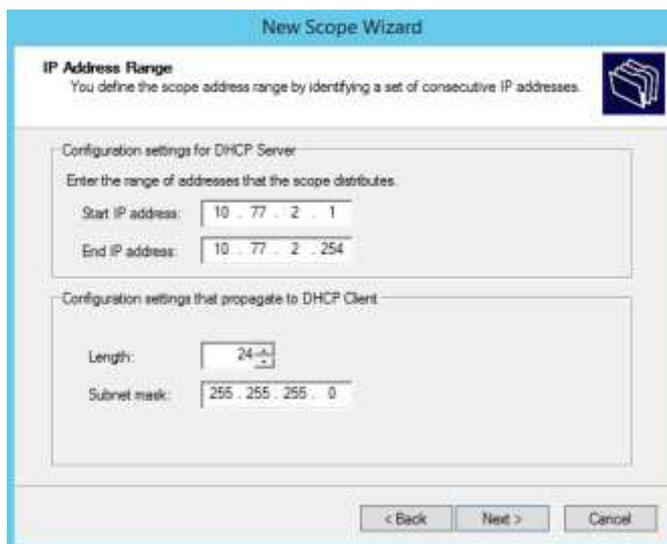 New Scope Wizard
IP Address Range
You define the scope address range by identifying a set of consecutive IP addresses.
Configuration settings for DHCP Server
Enter the range of addresses that the scope distributes.
Start IP address: 10 . 77 . 2 . 1
End IP address: 10 . 77 . 2 . 254
Configuration settings that propagate to DHCP Client
Length: 24
Subnet mask: 255 . 255 . 255 . 0
< Back Next > Cancel